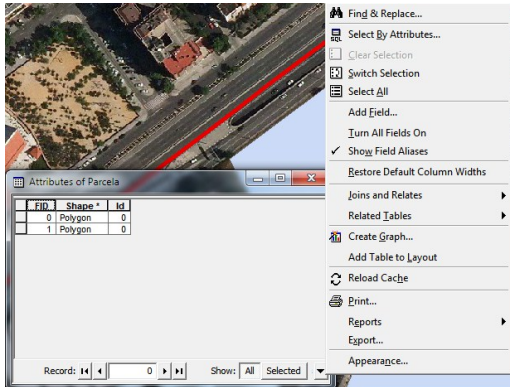 Find & Replace...
SQL
Select By Attributes...
Clear Selection
Switch Selection
Select All
Add Field...
Turn All Fields On
Show Field Aliases
Restore Default Column Widths
Joins and Relates
Related Tables
Create Graph...
Add Table to Layout
Reload Cache
Print...
Reports
Export...
Appearance...
Attributes of Parcela
FID Shape * Id
0 Polygon 0
1 Polygon 0
Record: 0 Show: All Selected